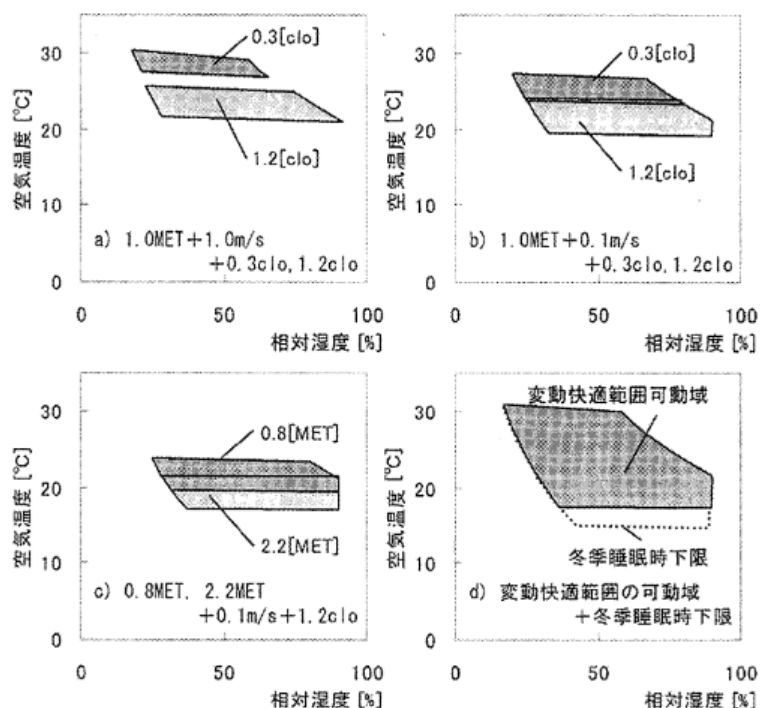 空気温度 [℃]
30
20
10
0
0.3[clo]
1.2[clo]
a) 1.0MET+1.0m/s
+0.3clo,1.2clo
0
50
100
相対湿度 [%]
空気温度 [℃]
30
20
10
0
0.3[clo]
1.2[clo]
b) 1.0MET+0.1m/s
+0.3clo,1.2clo
0
50
100
相対湿度 [%]
空気温度 [℃]
30
20
10
0
0.8[MET]
2.2[MET]
c) 0.8MET, 2.2MET
+0.1m/s+1.2clo
0
50
100
相対湿度 [%]
空気温度 [℃]
30
20
10
0
変動快適範囲可動域
冬季睡眠時下限
d) 変動快適範囲の可動域
+冬季睡眠時下限
0
50
100
相対湿度 [%]